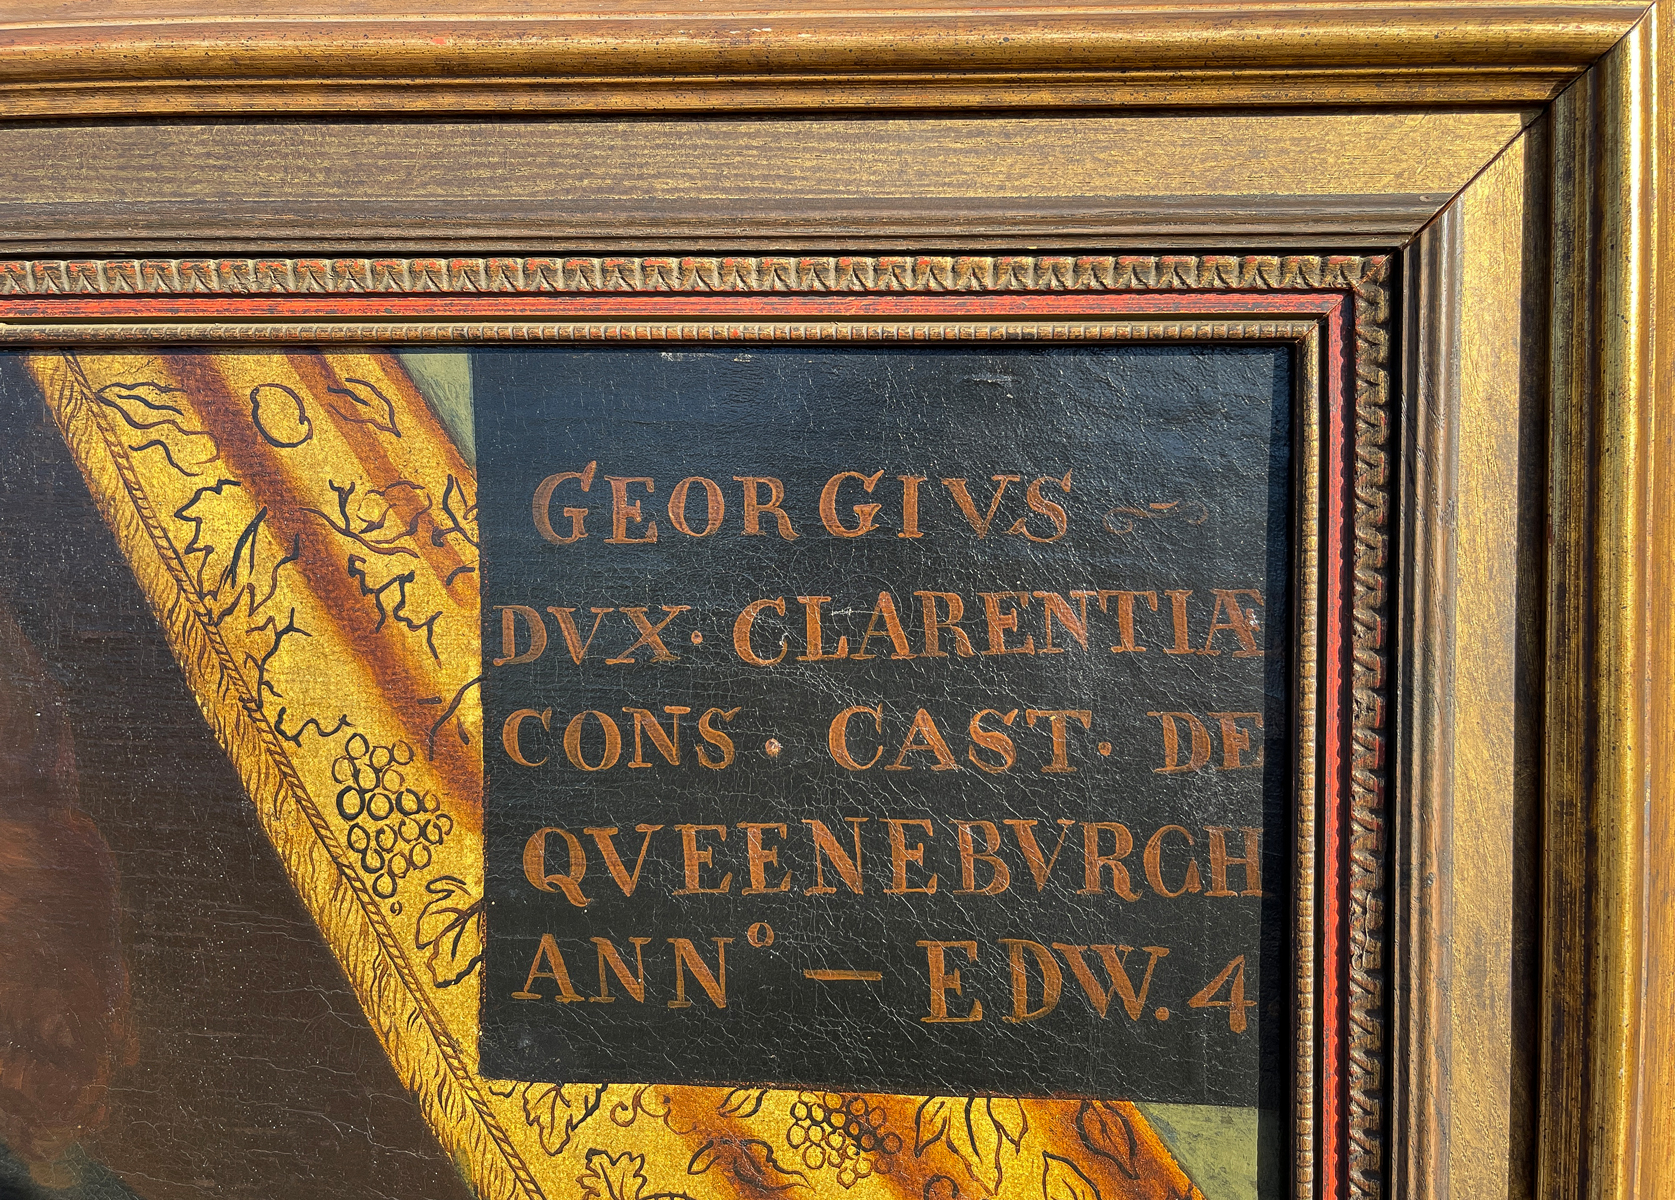 GEORGIVS ~
DVX · CLARENTIÆ
CONS · CAST · DE
QVEENEBVRGH
ANNº — EDW. 4